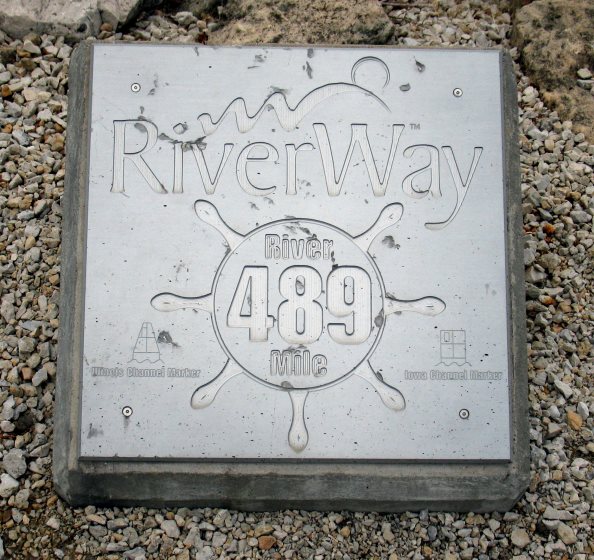 RiverWay™
River
489
Mile
Illinois Channel Marker
Iowa Channel Marker